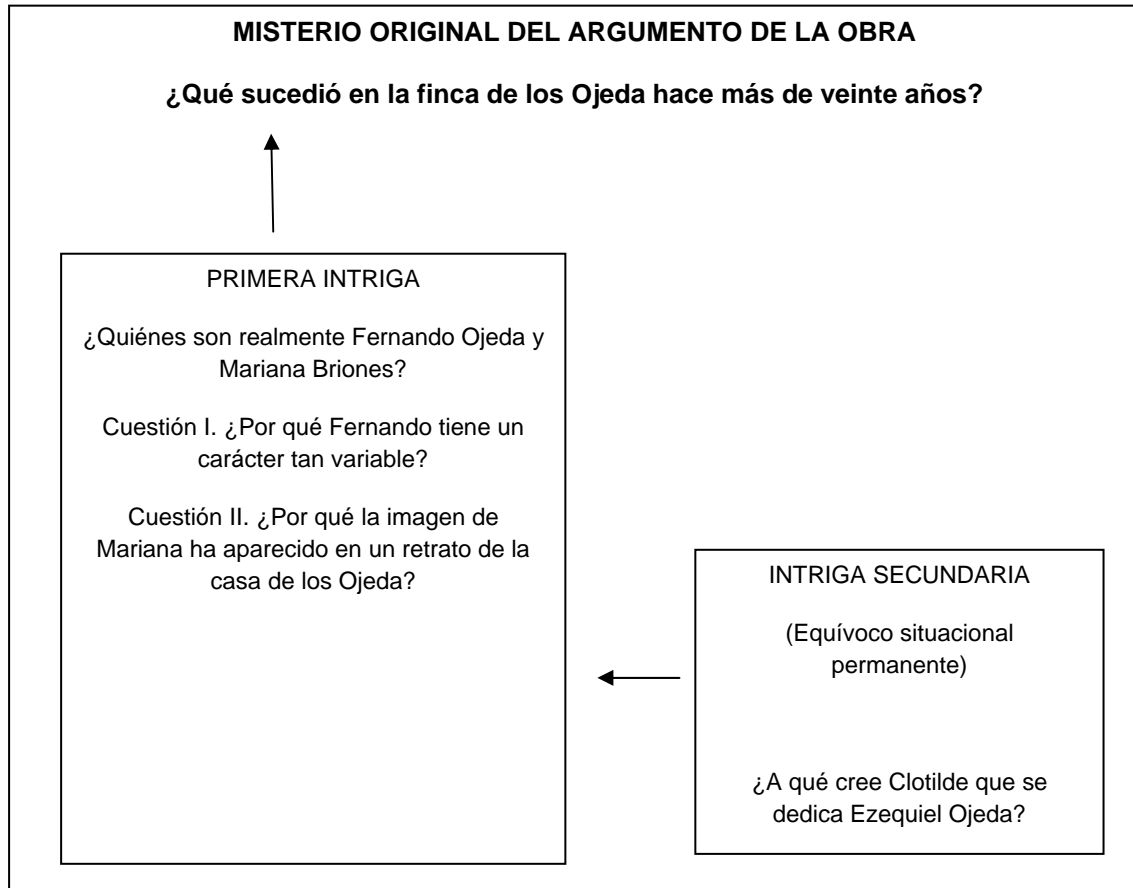 MISTERIO ORIGINAL DEL ARGUMENTO DE LA OBRA
¿Qué sucedió en la finca de los Ojeda hace más de veinte años?
PRIMERA INTRIGA
¿Quiénes son realmente Fernando Ojeda y
Mariana Briones?
Cuestión I. ¿Por qué Fernando tiene un
carácter tan variable?
Cuestión II. ¿Por qué la imagen de
Mariana ha aparecido en un retrato de la
casa de los Ojeda?
INTRIGA SECUNDARIA
(Equívoco situacional
permanente)
¿A qué cree Clotilde que se
dedica Ezequiel Ojeda?